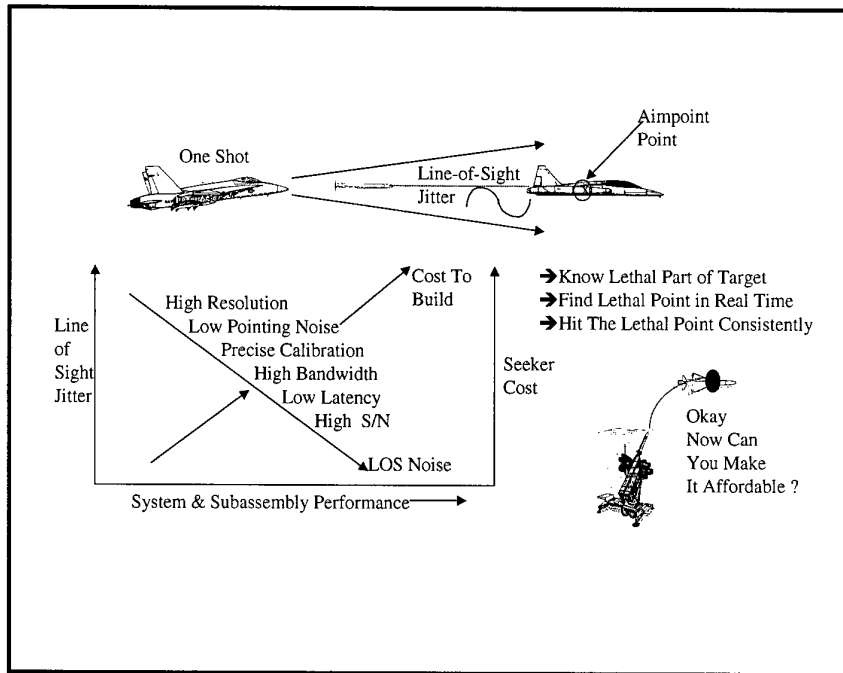 Aimpoint
Point
One Shot
Line-of-Sight
Jitter
Cost To
Build
High Resolution
Low Pointing Noise
Precise Calibration
High Bandwidth
Low Latency
High S/N
LOS Noise
Line
of
Sight
Jitter
Seeker
Cost
System & Subassembly Performance
➔Know Lethal Part of Target
➔Find Lethal Point in Real Time
➔Hit The Lethal Point Consistently
Okay
Now Can
You Make
It Affordable ?